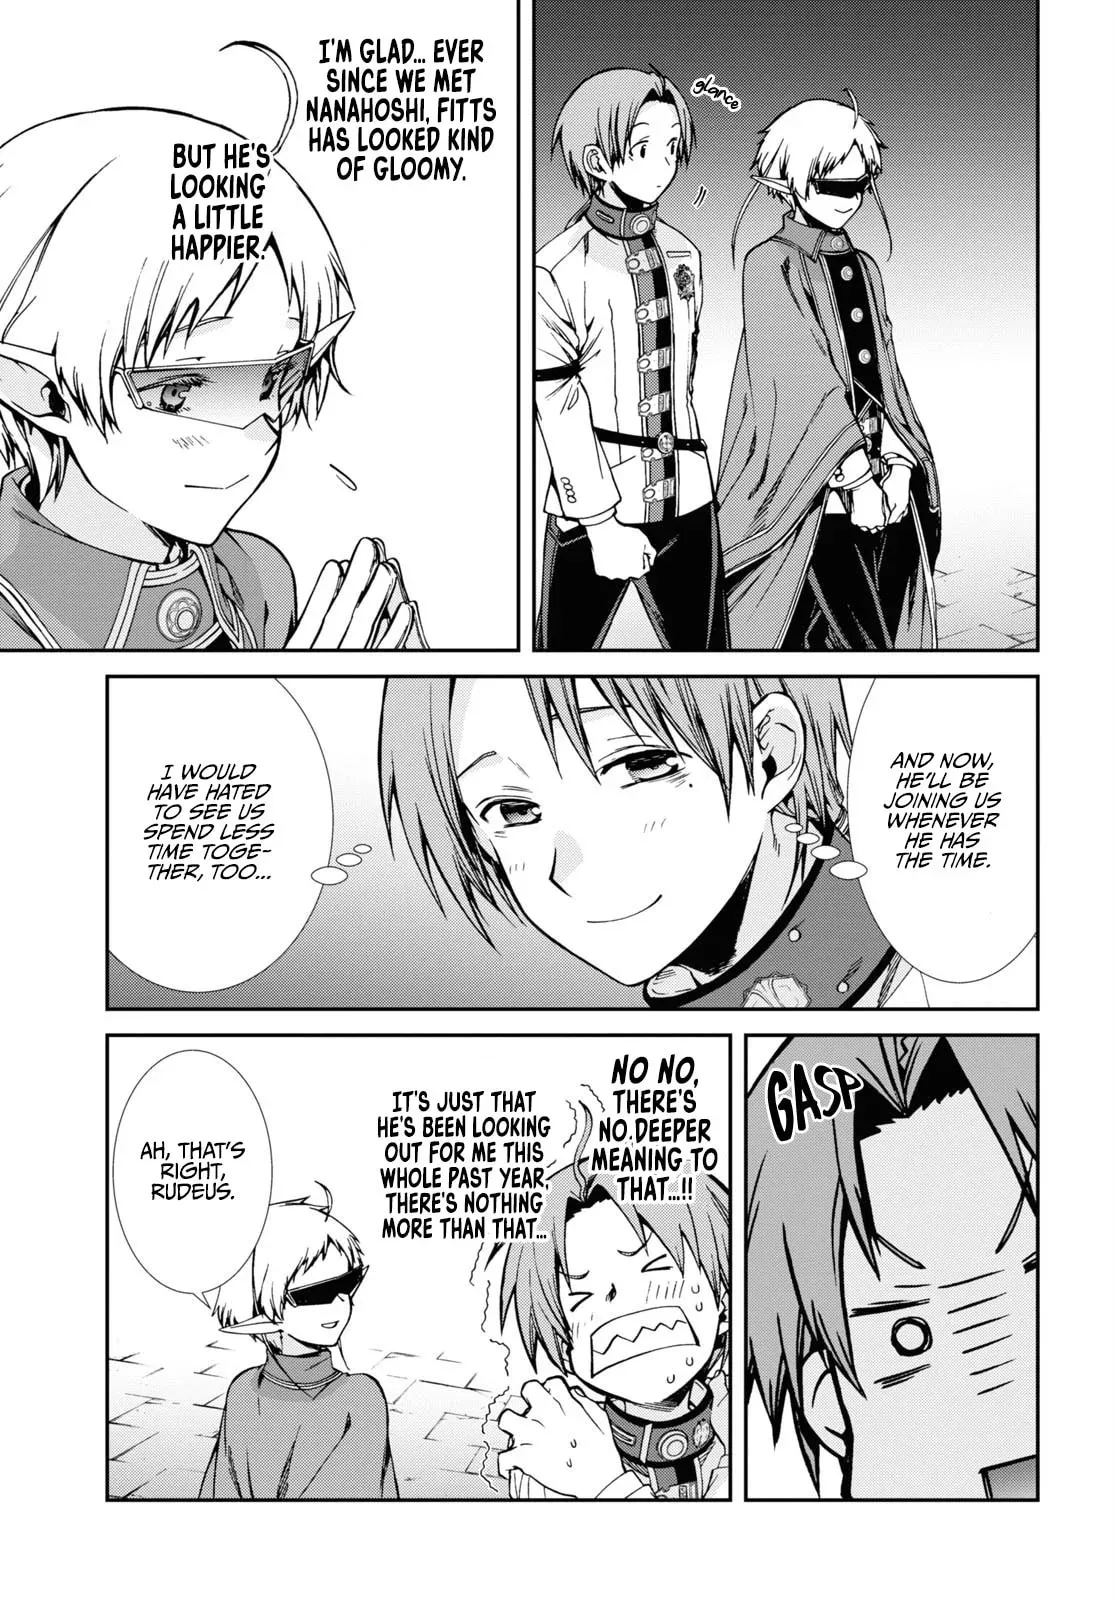 glance
I'M GLAD... EVER
SINCE WE MET
NANAHOSHI, FITTS
HAS LOOKED KIND
OF GLOOMY.
BUT HE'S
LOOKING
A LITTLE
HAPPIER.
AND NOW,
HE'LL BE
JOINING US
WHENEVER
HE HAS
THE TIME.
I WOULD
HAVE HATED
TO SEE US
SPEND LESS
TIME TOGE-
THER, TOO...
GASP
NO NO,
THERE'S
NO DEEPER
MEANING TO
THAT...!!
IT'S JUST THAT
HE'S BEEN LOOKING
OUT FOR ME THIS
WHOLE PAST YEAR,
THERE'S NOTHING
MORE THAN THAT...
AH, THAT'S
RIGHT,
RUDEUS.